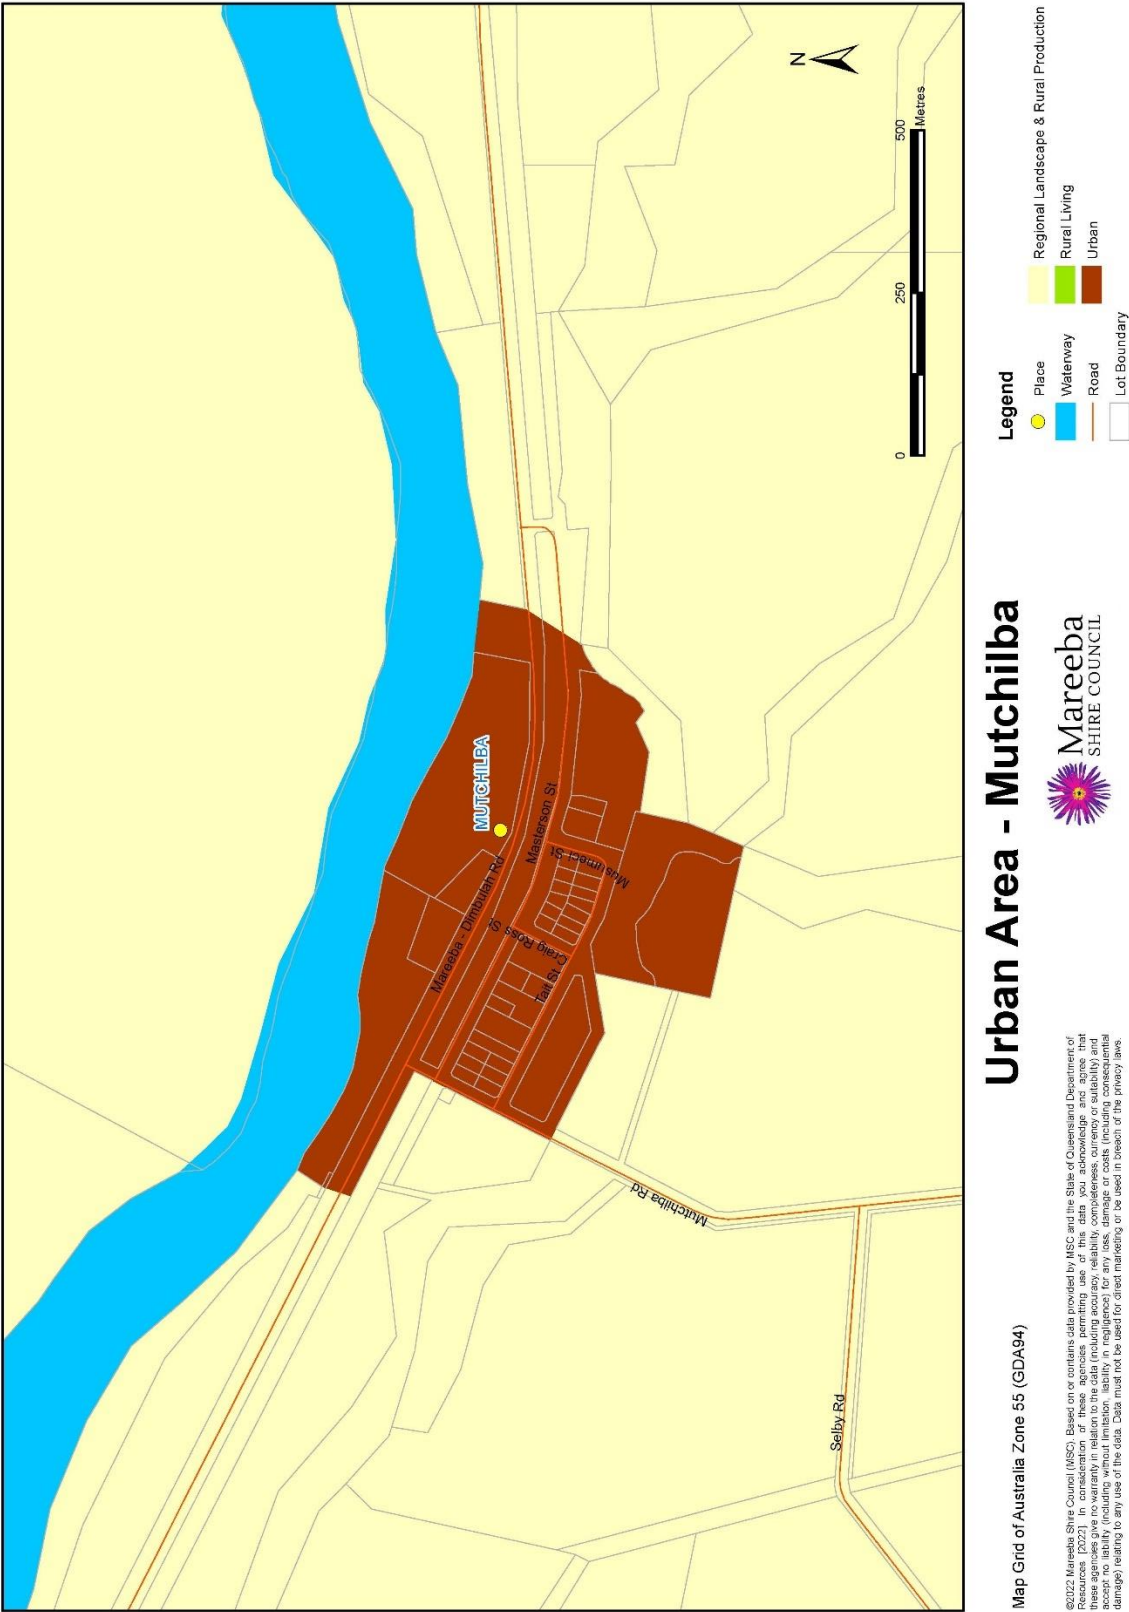 N
MUTCHILBA
Mareeba - Dimbulah Rd
Masterson St
Musumeci St
Craig Ross St
Tait St
Mutchilba Rd
Selby Rd
0 250 500
Metres
Urban Area - Mutchilba
Map Grid of Australia Zone 55 (GDA94)
Mareeba
SHIRE COUNCIL
Legend
Place
Waterway
Road
Lot Boundary
Regional Landscape & Rural Production
Rural Living
Urban
©2022 Mareeba Shire Council (MSC). Based on or contains data provided by MSC and the State of Queensland Department of
Resources [2022]. In consideration of these agencies permitting use of this data you acknowledge and agree that
these agencies give no warranty in relation to the data (including accuracy, reliability, completeness, currency or suitability) and
accept no liability (including without limitation, liability in negligence) for any loss, damage or costs (including consequential
damage) relating to any use of the data. Data must not be used for direct marketing or be used in breach of the privacy laws.